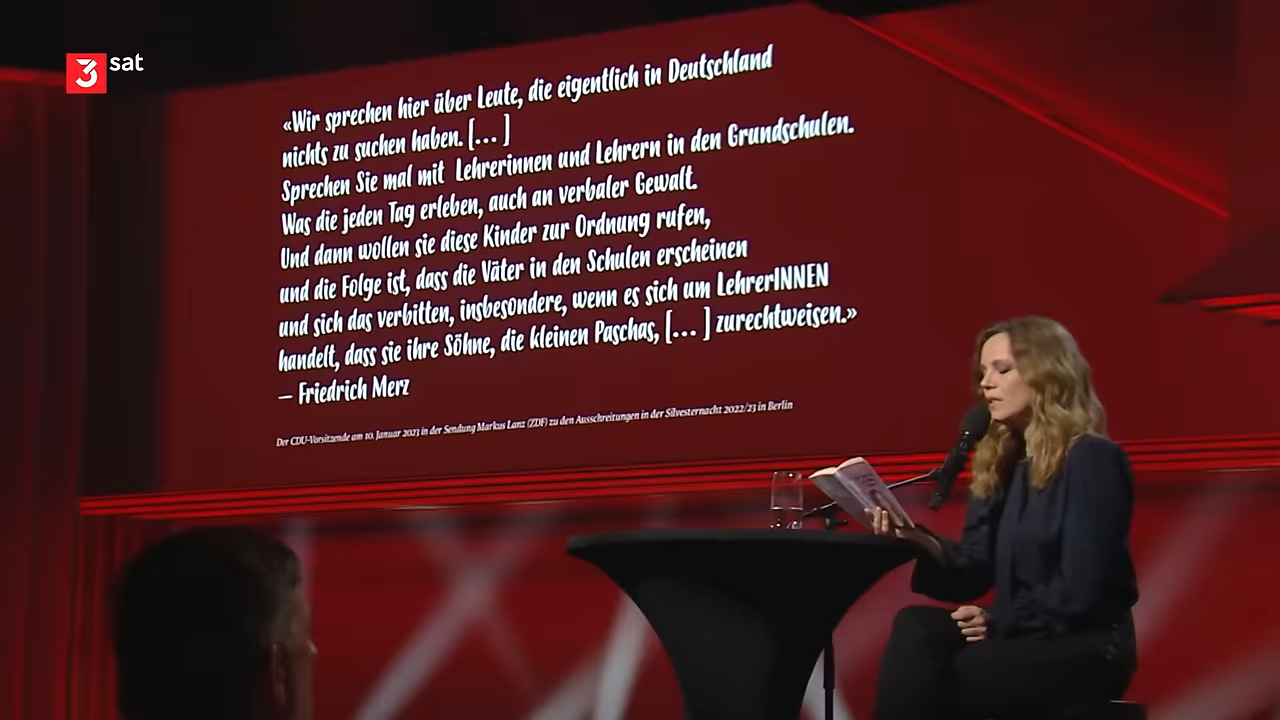 3sat
«Wir sprechen hier über Leute, die eigentlich in Deutschland
nichts zu suchen haben. [... ]
Sprechen Sie mal mit Lehrerinnen und Lehrern in den Grundschulen.
Was die jeden Tag erleben, auch an verbaler Gewalt.
Und dann wollen sie diese Kinder zur Ordnung rufen,
und die Folge ist, dass die Väter in den Schulen erscheinen
und sich das verbitten, insbesondere, wenn es sich um LehrerINNEN
handelt, dass sie ihre Söhne, die kleinen Paschas, [... ] zurechtweisen.»
– Friedrich Merz
Der CDU-Vorsitzende am 10. Januar 2023 in der Sendung Markus Lanz (ZDF) zu den Ausschreitungen in der Silvesternacht 2022/23 in Berlin